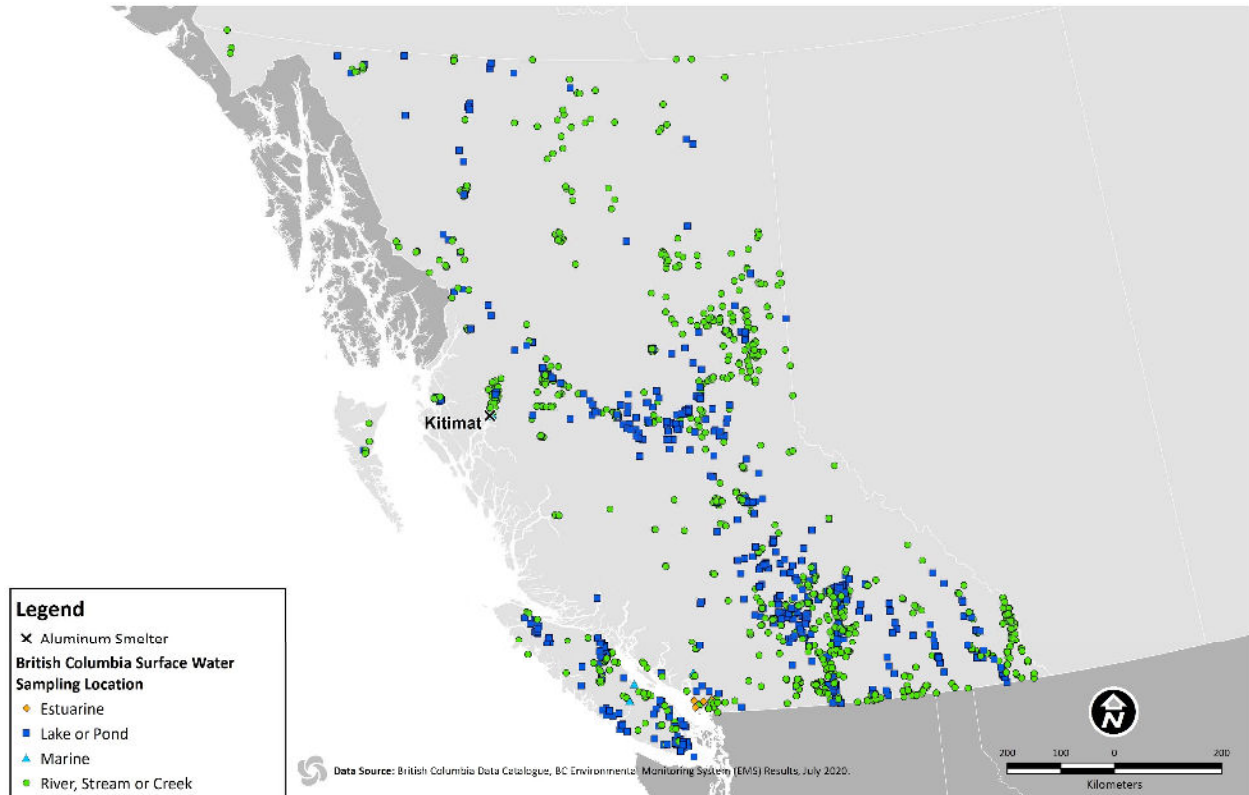 Kitimat
Legend
Aluminum Smelter
British Columbia Surface Water
Sampling Location
Estuarine
Lake or Pond
Marine
River, Stream or Creek
Data Source: British Columbia Data Catalogue, BC Environmental Monitoring System (EMS) Results, July 2020.
N
200 100 0 200
Kilometers